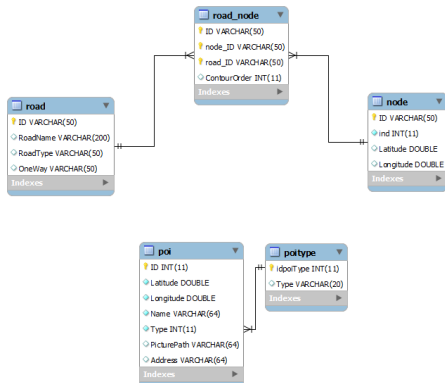 road_node
ID VARCHAR(50)
node_ID VARCHAR(50)
road_ID VARCHAR(50)
ContourOrder INT(11)
Indexes
road
ID VARCHAR(50)
RoadName VARCHAR(200)
RoadType VARCHAR(50)
OneWay VARCHAR(50)
Indexes
node
ID VARCHAR(50)
ind INT(11)
Latitude DOUBLE
Longitude DOUBLE
Indexes
poi
ID INT(11)
Latitude DOUBLE
Longitude DOUBLE
Name VARCHAR(64)
Type INT(11)
PicturePath VARCHAR(64)
Address VARCHAR(64)
Indexes
poitype
idpoiType INT(11)
Type VARCHAR(20)
Indexes